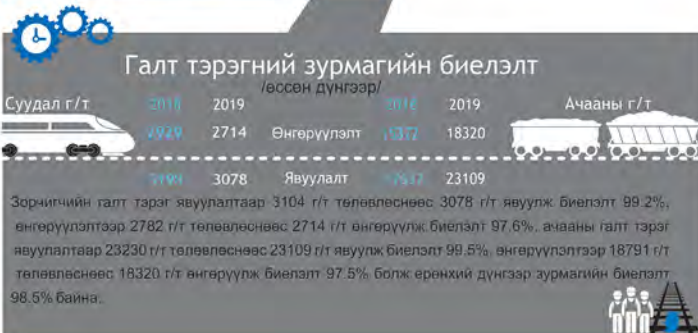 Галт тэрэгний зурмагийн биелэлт
/өссөн дүнгээр/
Суудал г/т 2018 2019 2018 2019 Ачааны г/т
2929 2714 Өнгөрүүлэлт 18320
3078 Явуулалт 23109
Зорчигчийн галт тэрэг явуулалтаар 3104 г/т төлөвлөснөөс 3078 г/т явуулж биелэлт 99.2%,
өнгөрүүлэлтээр 2782 г/т төлөвлөснөөс 2714 г/т өнгөрүүлж биелэлт 97.6%, ачааны галт тэрэг
явуулалтаар 23230 г/т төлөвлөснөөс 23109 г/т явуулж биелэлт 99.5%, өнгөрүүлэлтээр 18791 г/т
төлөвлөснөөс 18320 г/т өнгөрүүлж биелэлт 97.5% болж ерөнхий дүнгээр зурмагийн биелэлт
98.5% байна.